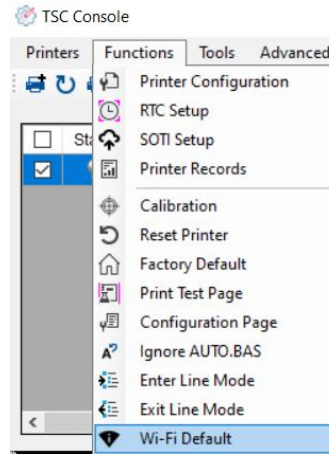 TSC Console
Printers Functions Tools Advanced
Printer Configuration
RTC Setup
SOTI Setup
Printer Records
Calibration
Reset Printer
Factory Default
Print Test Page
Configuration Page
Ignore AUTO.BAS
Enter Line Mode
Exit Line Mode
Wi-Fi Default